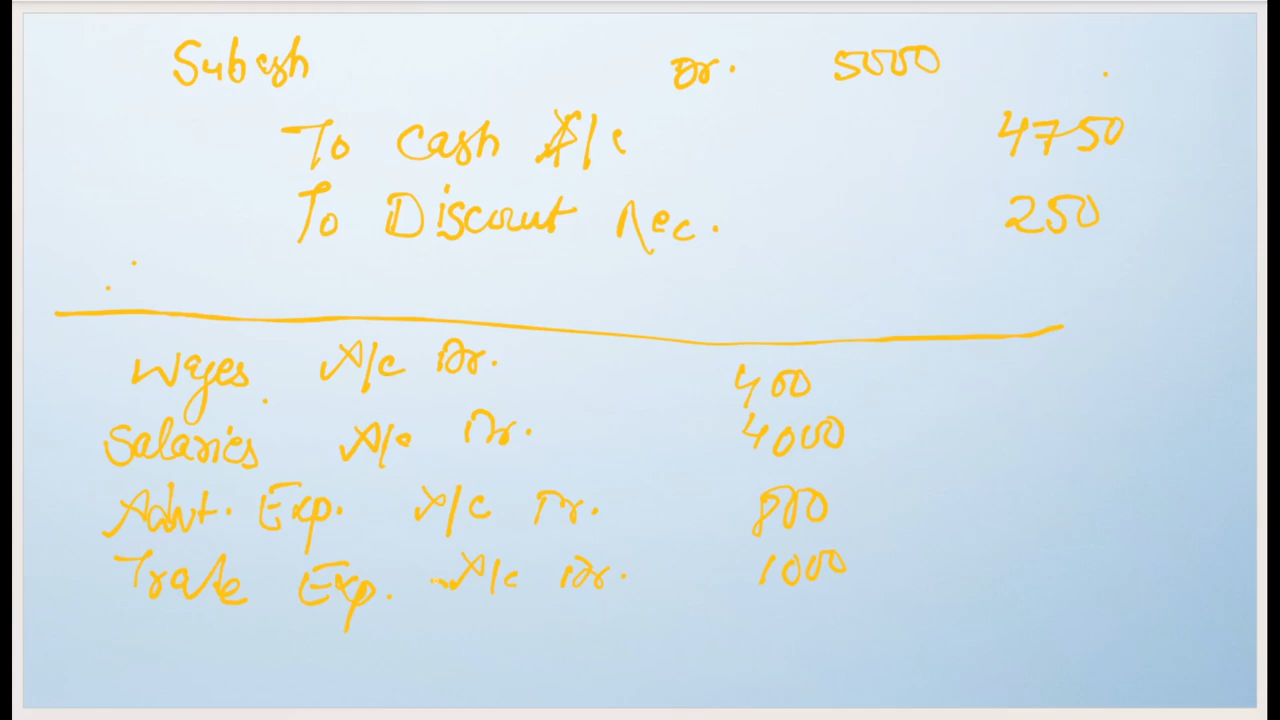 Subesh Dr. 5000
To Cash A/c 4750
To Discount Rec. 250
Wages A/c Dr. 400
Salaries A/c Dr. 4000
Advt. Exp. A/c Dr. 800
Trade Exp. A/c Dr. 1000